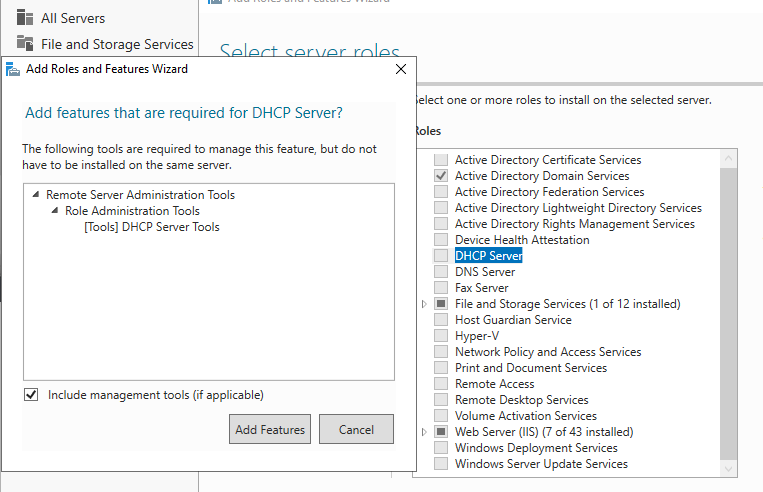 Add Roles and Features Wizard
All Servers
File and Storage Services
Select server roles
Add Roles and Features Wizard
Add features that are required for DHCP Server?
The following tools are required to manage this feature, but do not
have to be installed on the same server.
Remote Server Administration Tools
Role Administration Tools
[Tools] DHCP Server Tools
Include management tools (if applicable)
Add Features
Cancel
Select one or more roles to install on the selected server.
Roles
Active Directory Certificate Services
Active Directory Domain Services
Active Directory Federation Services
Active Directory Lightweight Directory Services
Active Directory Rights Management Services
Device Health Attestation
DHCP Server
DNS Server
Fax Server
File and Storage Services (1 of 12 installed)
Host Guardian Service
Hyper-V
Network Policy and Access Services
Print and Document Services
Remote Access
Remote Desktop Services
Volume Activation Services
Web Server (IIS) (7 of 43 installed)
Windows Deployment Services
Windows Server Update Services